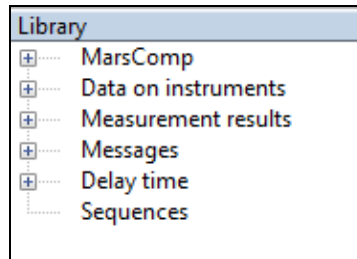 Library
MarsComp
Data on instruments
Measurement results
Messages
Delay time
Sequences